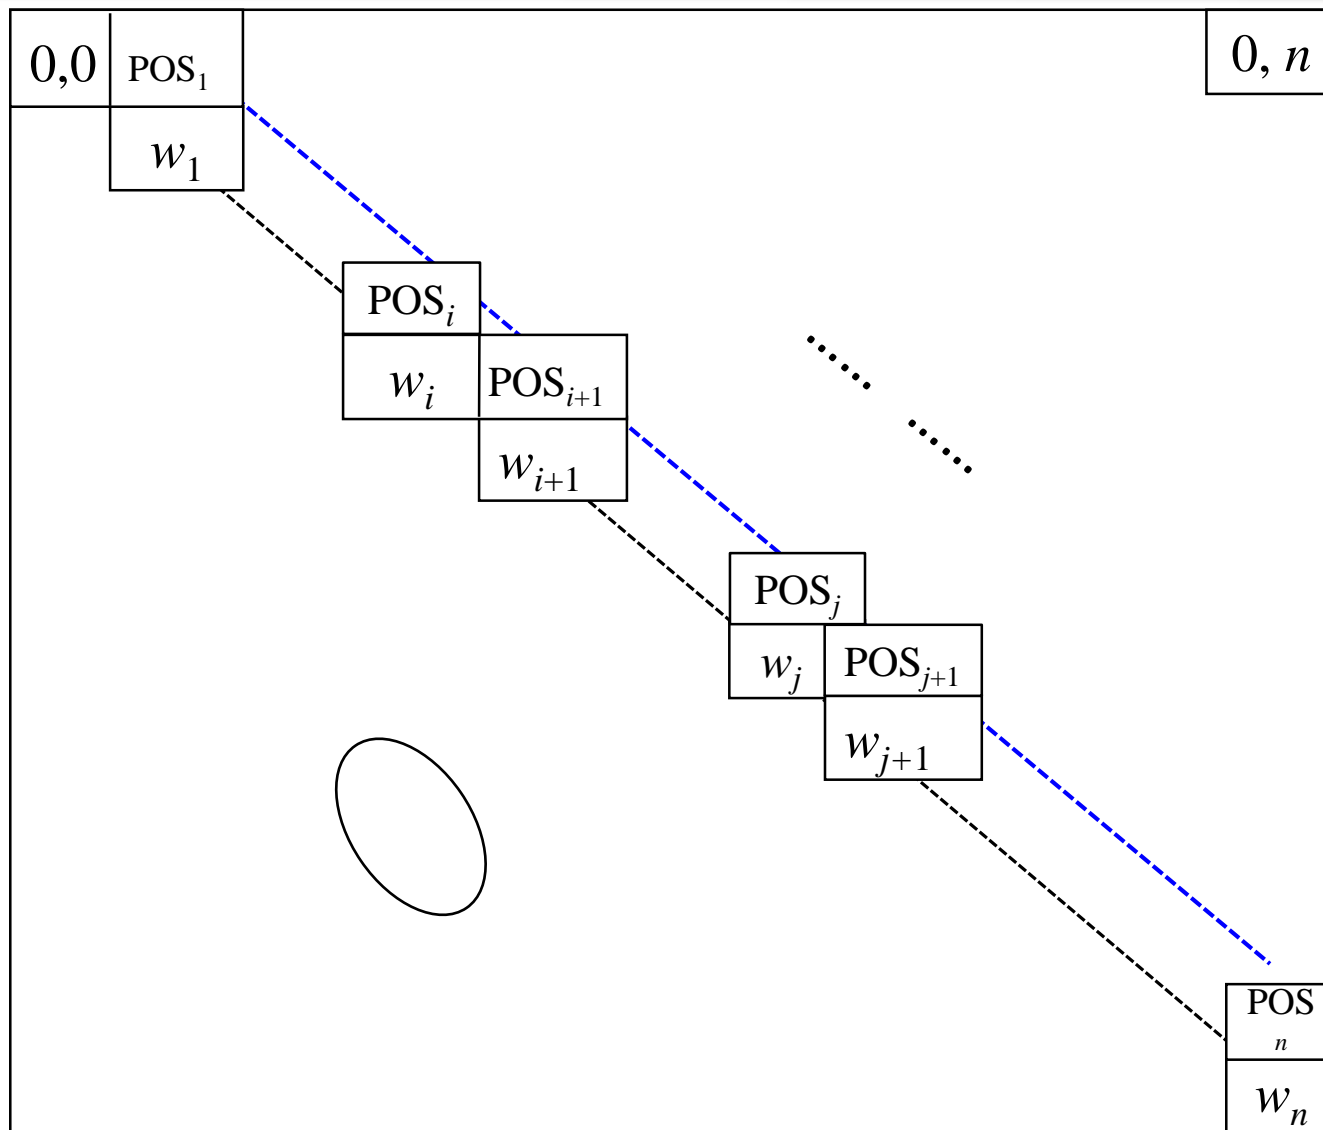 0,0 POS₁ 0, n
w₁
POSᵢ
wᵢ POSᵢ₊₁
wᵢ₊₁
POSⱼ
wⱼ POSⱼ₊₁
wⱼ₊₁
POS
n
wₙ